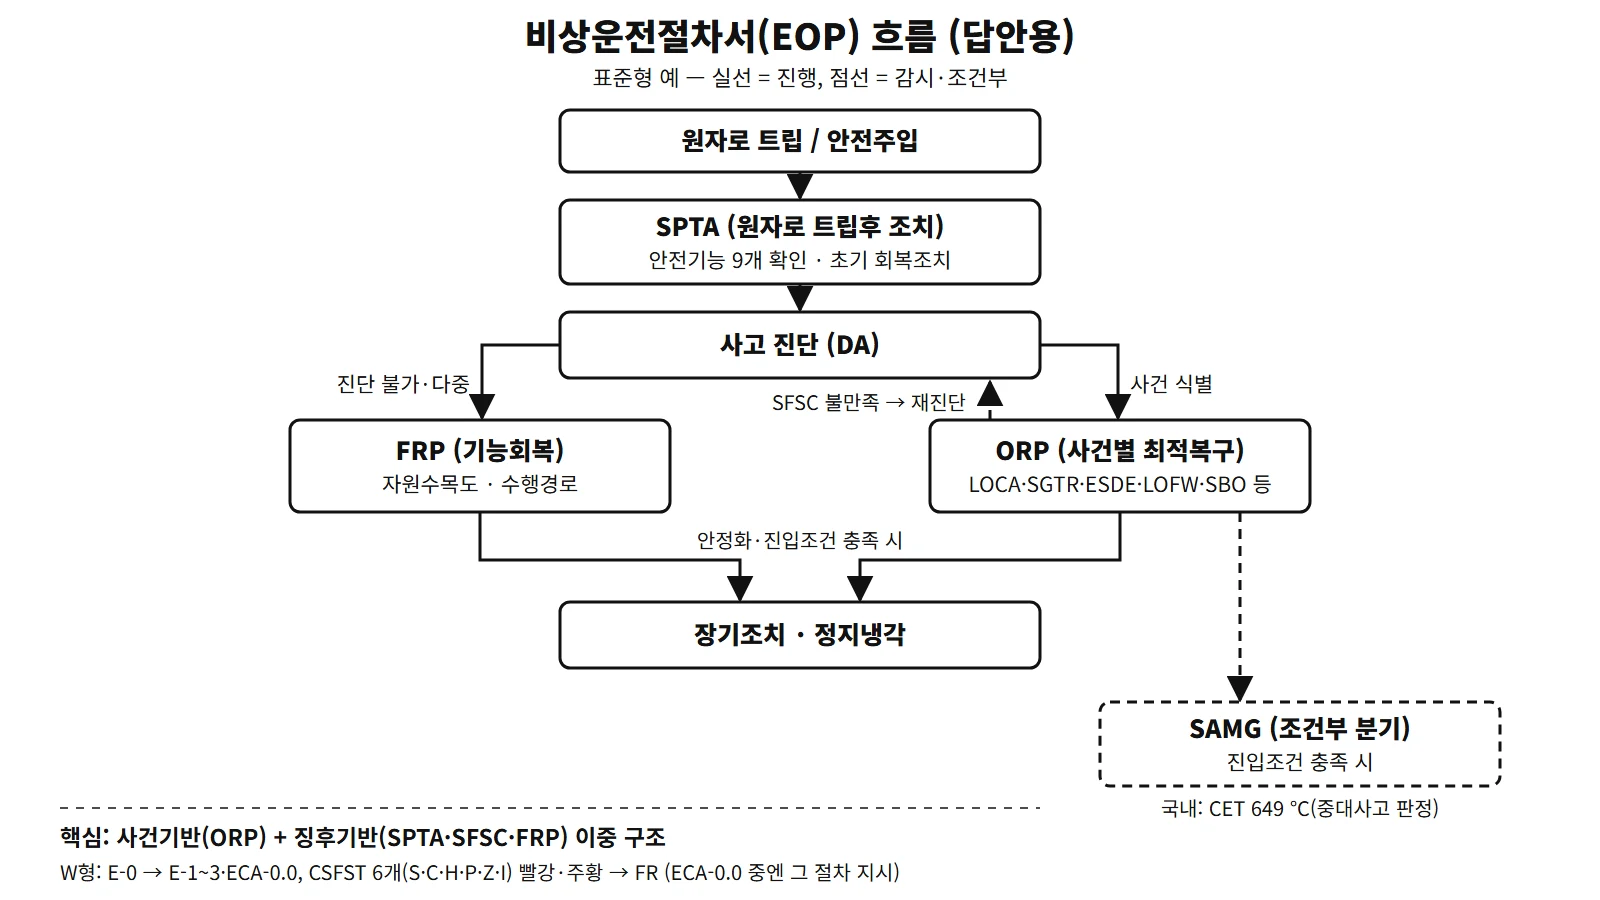 비상운전절차서(EOP) 흐름 (답안용)
표준형 예 — 실선 = 진행, 점선 = 감시·조건부
원자로 트립 / 안전주입
SPTA (원자로 트립후 조치)
안전기능 9개 확인 · 초기 회복조치
사고 진단 (DA)
진단 불가·다중
사건 식별
SFSC 불만족 → 재진단
FRP (기능회복)
자원수목도 · 수행경로
ORP (사건별 최적복구)
LOCA·SGTR·ESDE·LOFW·SBO 등
안정화·진입조건 충족 시
장기조치 · 정지냉각
SAMG (조건부 분기)
진입조건 충족 시
국내: CET 649 °C(중대사고 판정)
핵심: 사건기반(ORP) + 징후기반(SPTA·SFSC·FRP) 이중 구조
W형: E-0 → E-1~3·ECA-0.0, CSFST 6개(S·C·H·P·Z·I) 빨강·주황 → FR (ECA-0.0 중엔 그 절차 지시)